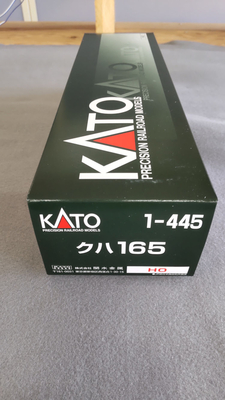 KATO
KATO
PRECISION RAILROAD MODELS
KATO
PRECISION RAILROAD MODELS
1-445
クハ165
株式会社 関水金属
HO